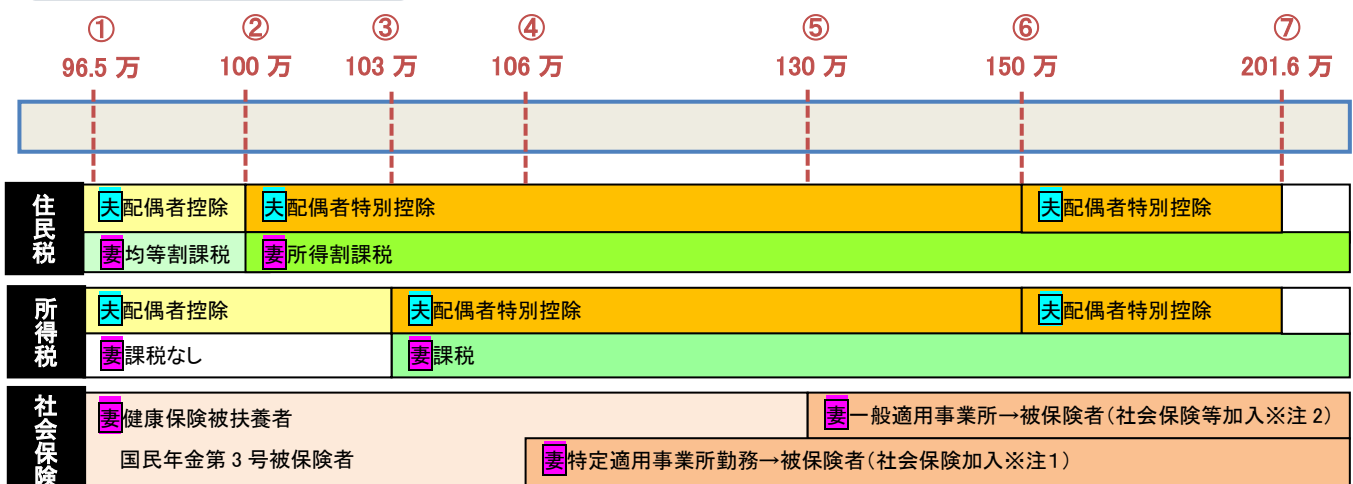 ① ② ③ ④ ⑤ ⑥ ⑦
96.5 万 100 万 103 万 106 万 130 万 150 万 201.6 万
住民税
夫配偶者控除 夫配偶者特別控除 夫配偶者特別控除
妻均等割課税 妻所得割課税
所得税
夫配偶者控除 夫配偶者特別控除 夫配偶者特別控除
妻課税なし 妻課税
社会保険
妻健康保険被扶養者 妻一般適用事業所→被保険者(社会保険等加入※注 2)
国民年金第 3 号被保険者 妻特定適用事業所勤務→被保険者(社会保険加入※注1)